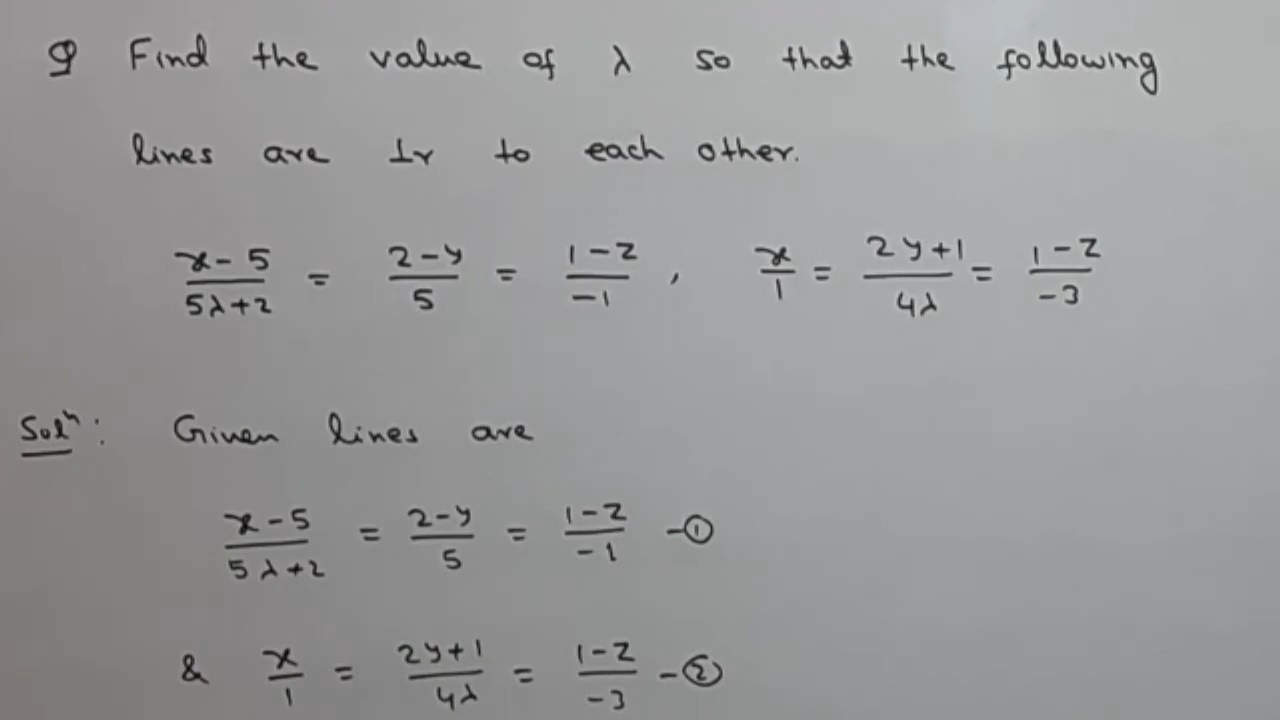 Q Find the value of λ so that the following
lines are ⊥r to each other.
(x-5)/(5λ+2) = (2-y)/5 = (1-z)/(-1) , x/1 = (2y+1)/(4λ) = (1-z)/(-3)
Solⁿ: Given lines are
(x-5)/(5λ+2) = (2-y)/5 = (1-z)/(-1) -①
& x/1 = (2y+1)/(4λ) = (1-z)/(-3) -②